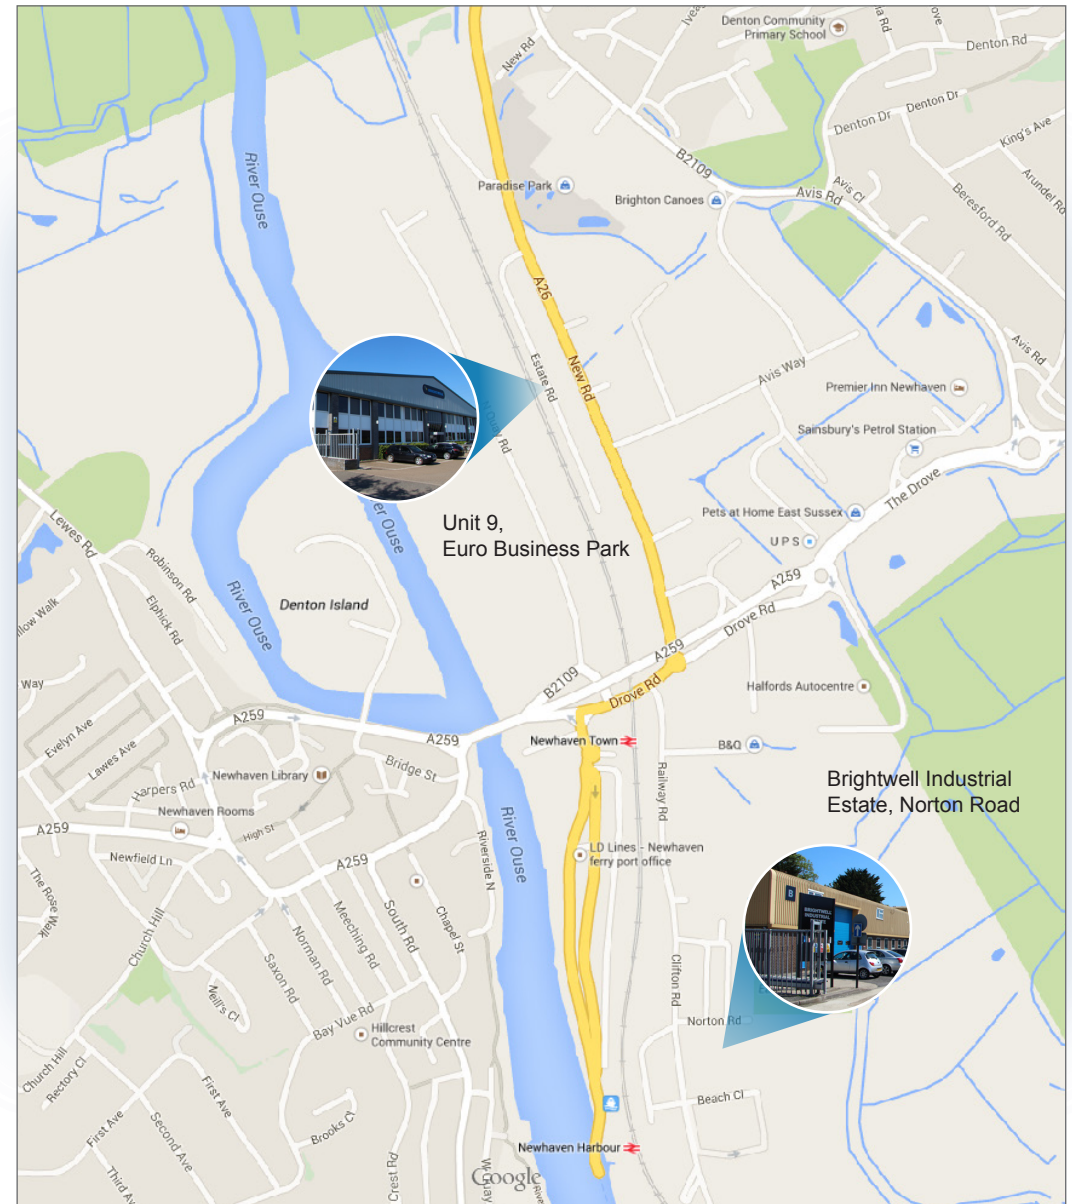 Denton Community
Primary School
Denton Rd
New Rd
Denton Dr
Denton Dr
King's Ave
B2109
River Ouse
Paradise Park
Brighton Canoes
Avis Rd
Avis Cl
Beresford Rd
Arundel Rd
A26
New Rd
Estate Rd
Avis Way
Avis Rd
Premier Inn Newhaven
Sainsbury's Petrol Station
The Drove
Pets at Home East Sussex
UPS
Unit 9,
Euro Business Park
Lewes Rd
Robinson Rd
Elphick Rd
River Ouse
Denton Island
A259
Drove Rd
A259
B2109
Drove Rd
Halfords Autocentre
Way
Evelyn Ave
Lawes Ave
A259
A259
Bridge St
Newhaven Town
B&Q
Railway Rd
Newhaven Library
Harpers Rd
Newhaven Rooms
High St
A259
Newfield Ln
A259
Brightwell Industrial
Estate, Norton Road
River Ouse
Riverside N
LD Lines - Newhaven
ferry port office
The Rose Walk
Church Hill
Meeching Rd
South Rd
Chapel St
Norman Rd
Saxon Rd
Neill's Cl
BRIGHTWELL
INDUSTRIAL
Clifton Rd
Norton Rd
Bay Vue Rd
Hillcrest
Community Centre
Church Hill
Rectory Cl
First Ave
First Ave
Second Ave
Brooks Cl
Beach Cl
Newhaven Harbour
Crest Rd
Google